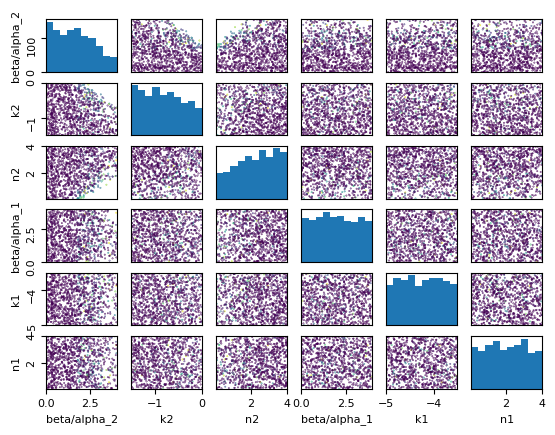 beta/alpha_2
100
0
k2
0
−1
n2
4
2
beta/alpha_1
2.5
0.0
k1
−4
−5
n1
4
2
0.0 2.5 −1 0 2 4 0.0 2.5 −5 −4 2 4
beta/alpha_2 k2 n2 beta/alpha_1 k1 n1